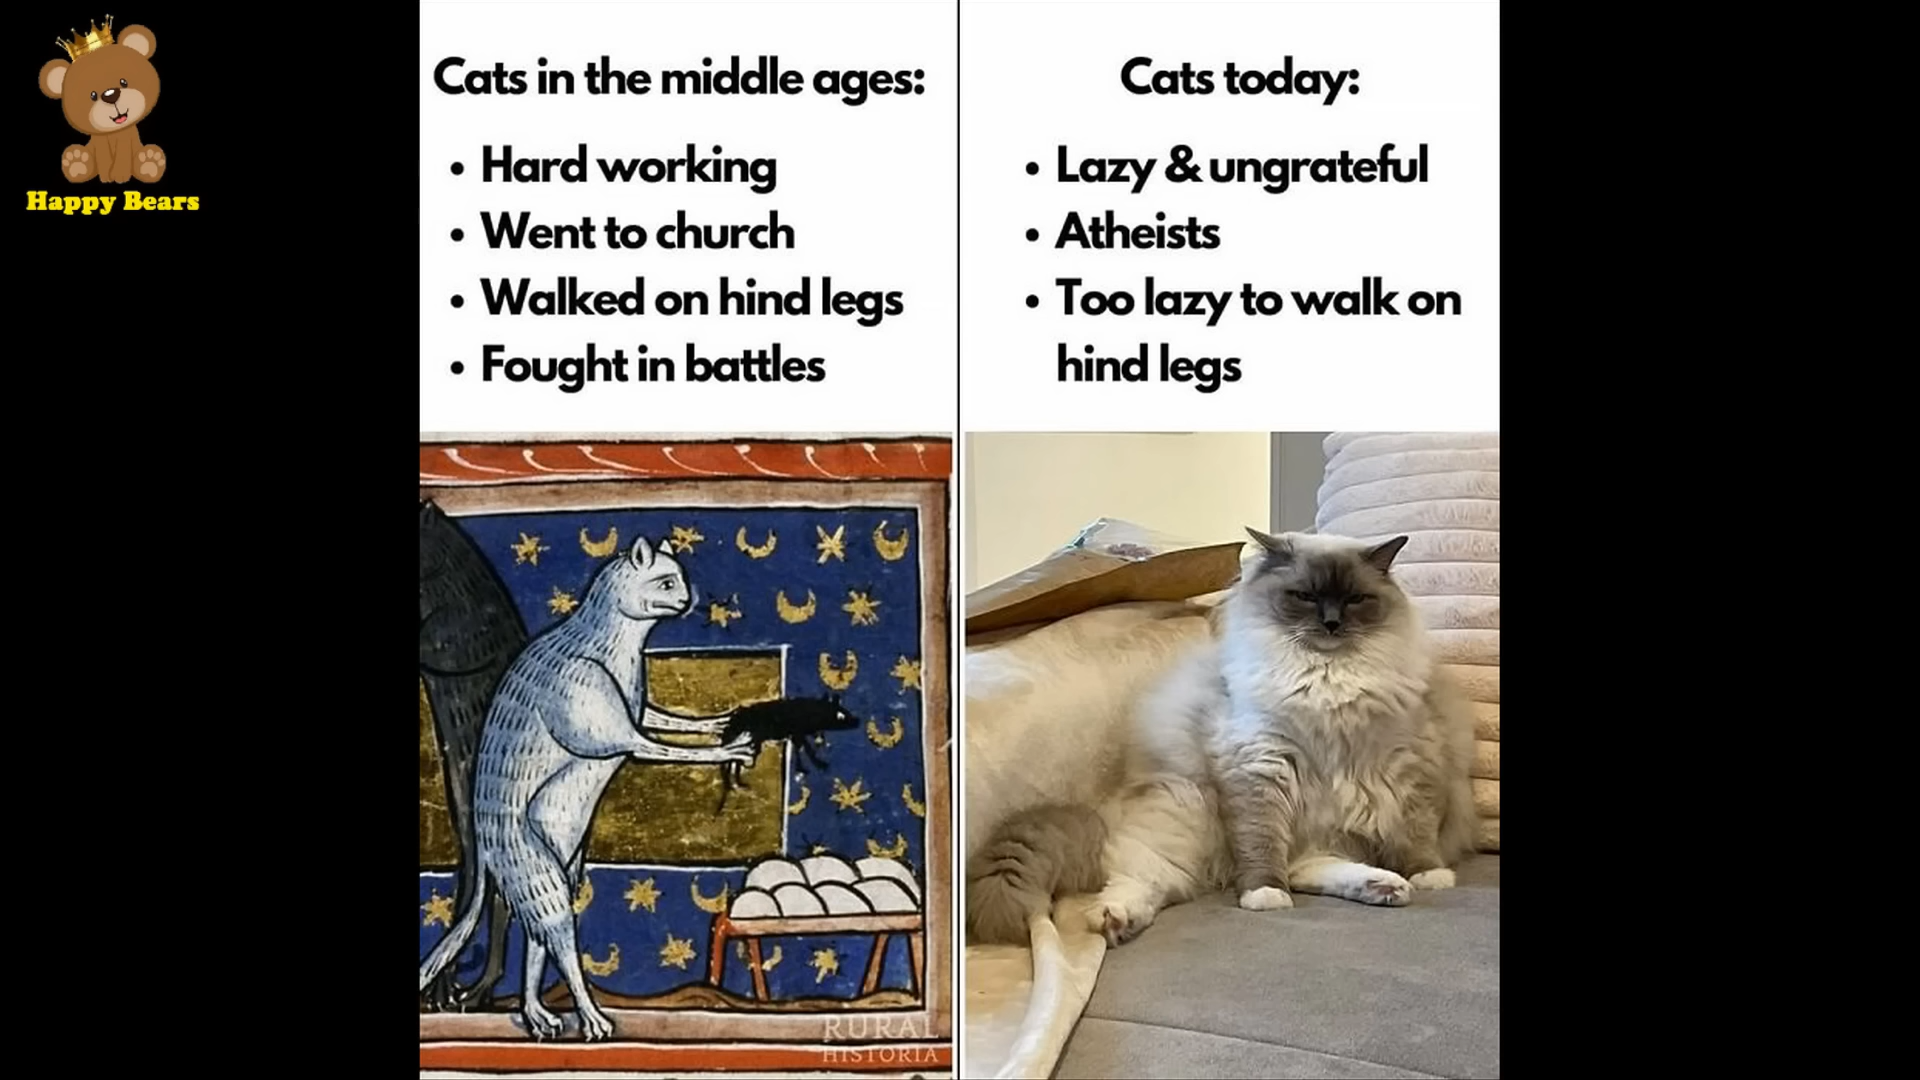 Happy Bears
Cats in the middle ages:
• Hard working
• Went to church
• Walked on hind legs
• Fought in battles
RURAL
HISTORIA
Cats today:
• Lazy & ungrateful
• Atheists
• Too lazy to walk on
hind legs